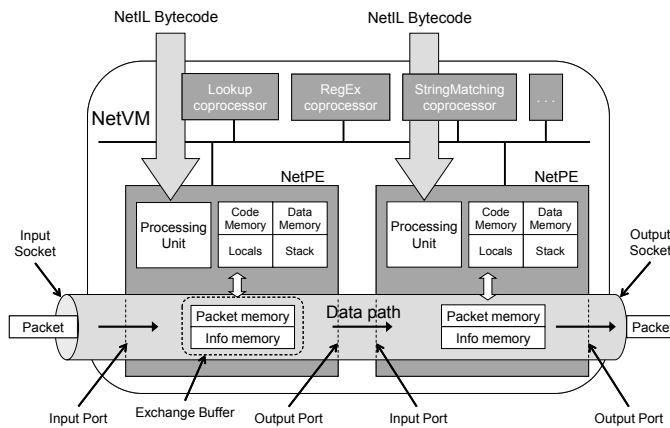 NetIL Bytecode
NetIL Bytecode
Lookup
coprocessor
RegEx
coprocessor
StringMatching
coprocessor
. . .
NetVM
NetPE
NetPE
Processing
Unit
Code
Memory
Data
Memory
Locals
Stack
Processing
Unit
Code
Memory
Data
Memory
Locals
Stack
Input
Socket
Output
Socket
Packet
Packet memory
Info memory
Data path
Packet memory
Info memory
Packe
Input Port
Exchange Buffer
Output Port
Input Port
Output Port